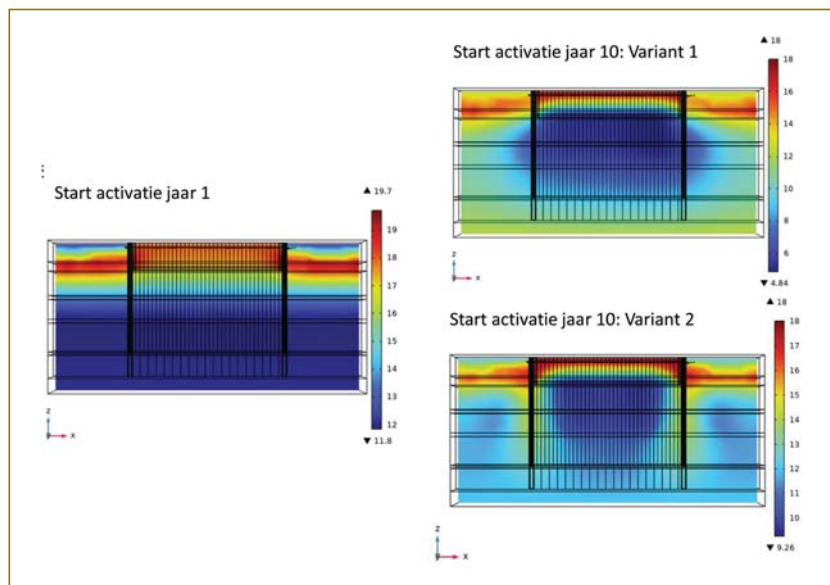 Start activatie jaar 10: Variant 1
▲ 18
18
16
14
12
10
8
6
▼ 4.84
z
y
x
⋮
Start activatie jaar 1
▲ 19.7
19
18
17
16
15
14
13
12
▼ 11.8
z
y
x
Start activatie jaar 10: Variant 2
▲ 18
18
17
16
15
14
13
12
11
10
▼ 9.26
z
y
x